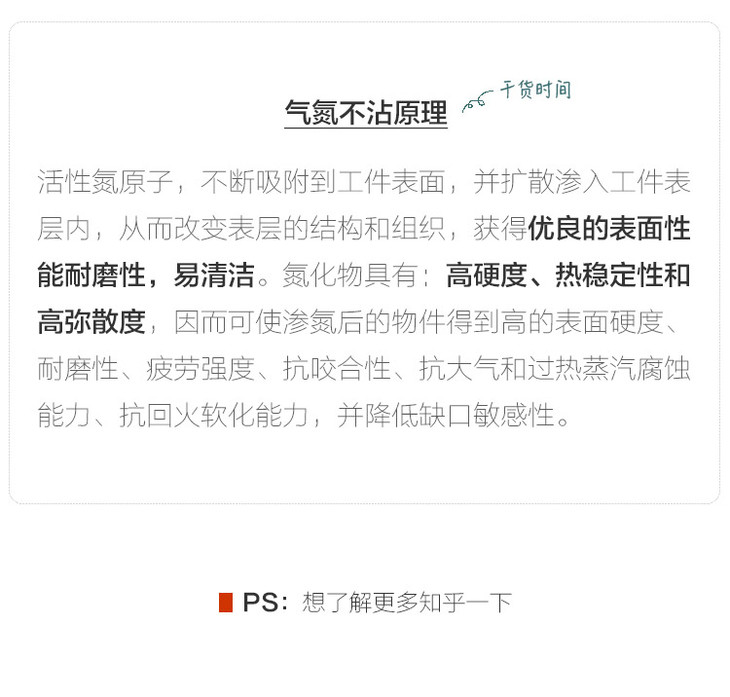 气氮不沾原理
干货时间
活性氮原子，不断吸附到工件表面，并扩散渗入工件表
层内，从而改变表层的结构和组织，获得优良的表面性
能耐磨性，易清洁。氮化物具有：高硬度、热稳定性和
高弥散度，因而可使渗氮后的物件得到高的表面硬度、
耐磨性、疲劳强度、抗咬合性、抗大气和过热蒸汽腐蚀
能力、抗回火软化能力，并降低缺口敏感性。
PS：想了解更多知乎一下